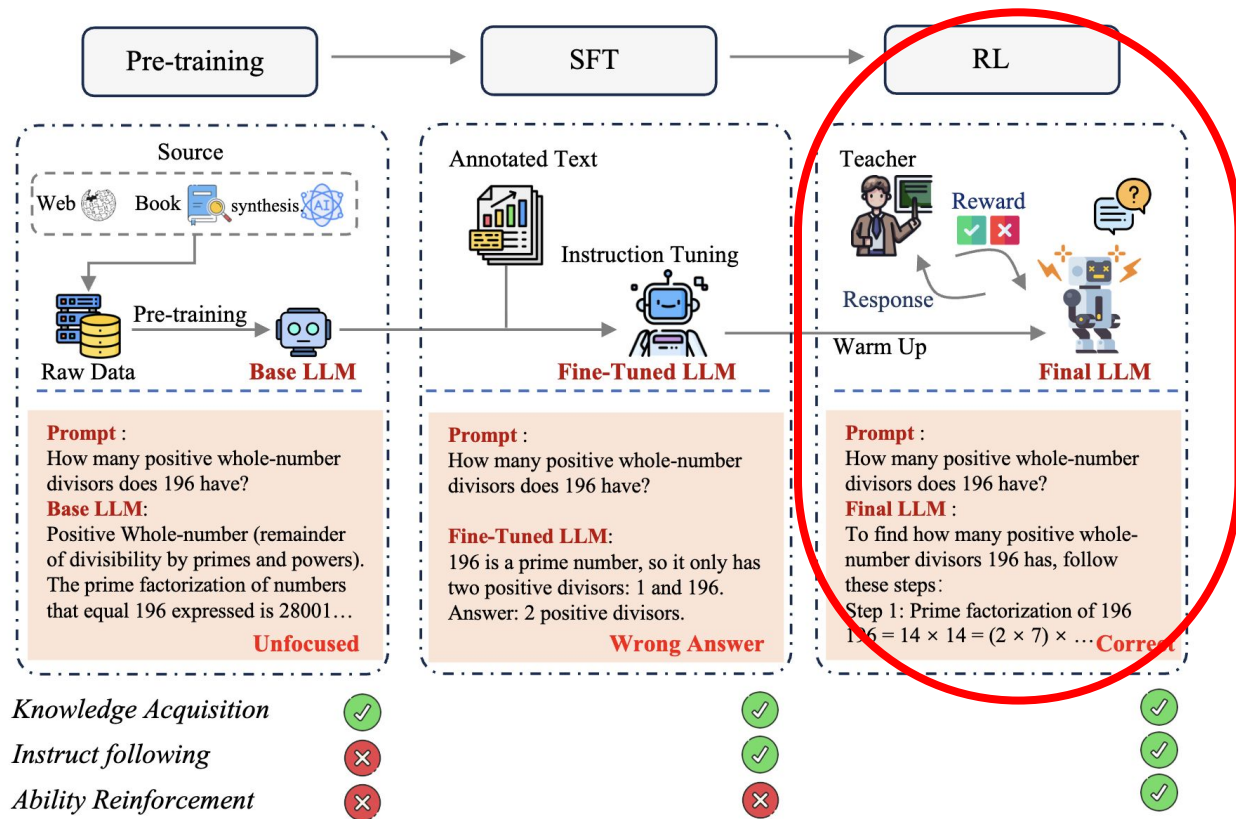 Pre-training
SFT
RL
Source
Web
Book
synthesis.
AI
Pre-training
Raw Data
Base LLM
Prompt :
How many positive whole-number
divisors does 196 have?
Base LLM:
Positive Whole-number (remainder
of divisibility by primes and powers).
The prime factorization of numbers
that equal 196 expressed is 28001…
Unfocused
Annotated Text
Instruction Tuning
Fine-Tuned LLM
Prompt :
How many positive whole-number
divisors does 196 have?
Fine-Tuned LLM:
196 is a prime number, so it only has
two positive divisors: 1 and 196.
Answer: 2 positive divisors.
Wrong Answer
Teacher
Reward
?
Response
Warm Up
Final LLM
Prompt :
How many positive whole-number
divisors does 196 have?
Final LLM :
To find how many positive whole-
number divisors 196 has, follow
these steps:
Step 1: Prime factorization of 196
196 = 14 × 14 = (2 × 7) × …
Correct
Knowledge Acquisition
Instruct following
Ability Reinforcement